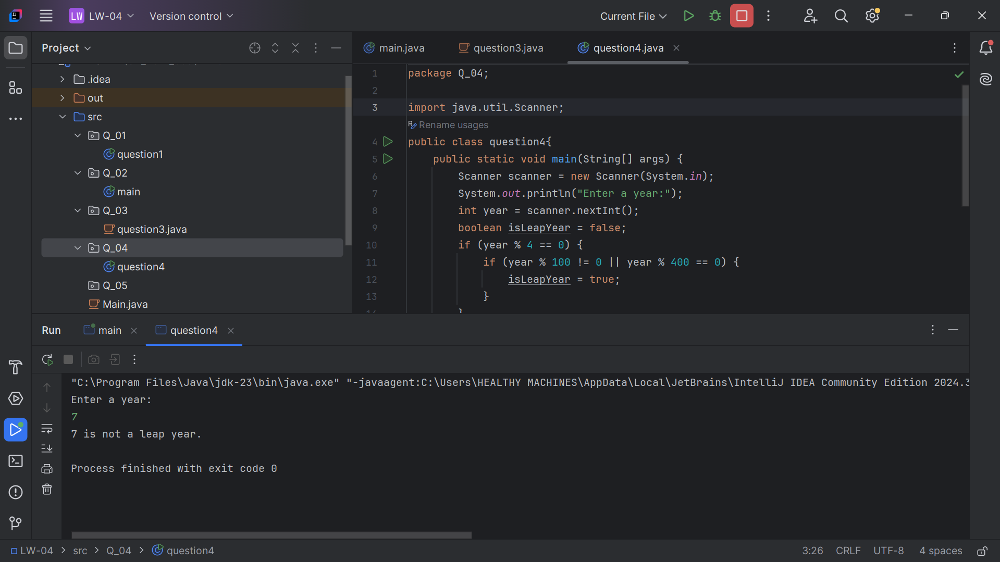 LW LW-04 Version control Current File
Project
main.java question3.java question4.java
.idea
out
src
Q_01
question1
Q_02
main
Q_03
question3.java
Q_04
question4
Q_05
Main.java
1 package Q_04;
2
3 import java.util.Scanner;
Rename usages
4 public class question4{
5 public static void main(String[] args) {
6 Scanner scanner = new Scanner(System.in);
7 System.out.println("Enter a year:");
8 int year = scanner.nextInt();
9 boolean isLeapYear = false;
10 if (year % 4 == 0) {
11 if (year % 100 != 0 || year % 400 == 0) {
12 isLeapYear = true;
13 }
Run main question4
"C:\Program Files\Java\jdk-23\bin\java.exe" "-javaagent:C:\Users\HEALTHY MACHINES\AppData\Local\JetBrains\IntelliJ IDEA Community Edition 2024.3
Enter a year:
7
7 is not a leap year.
Process finished with exit code 0
LW-04 > src > Q_04 > question4
3:26 CRLF UTF-8 4 spaces